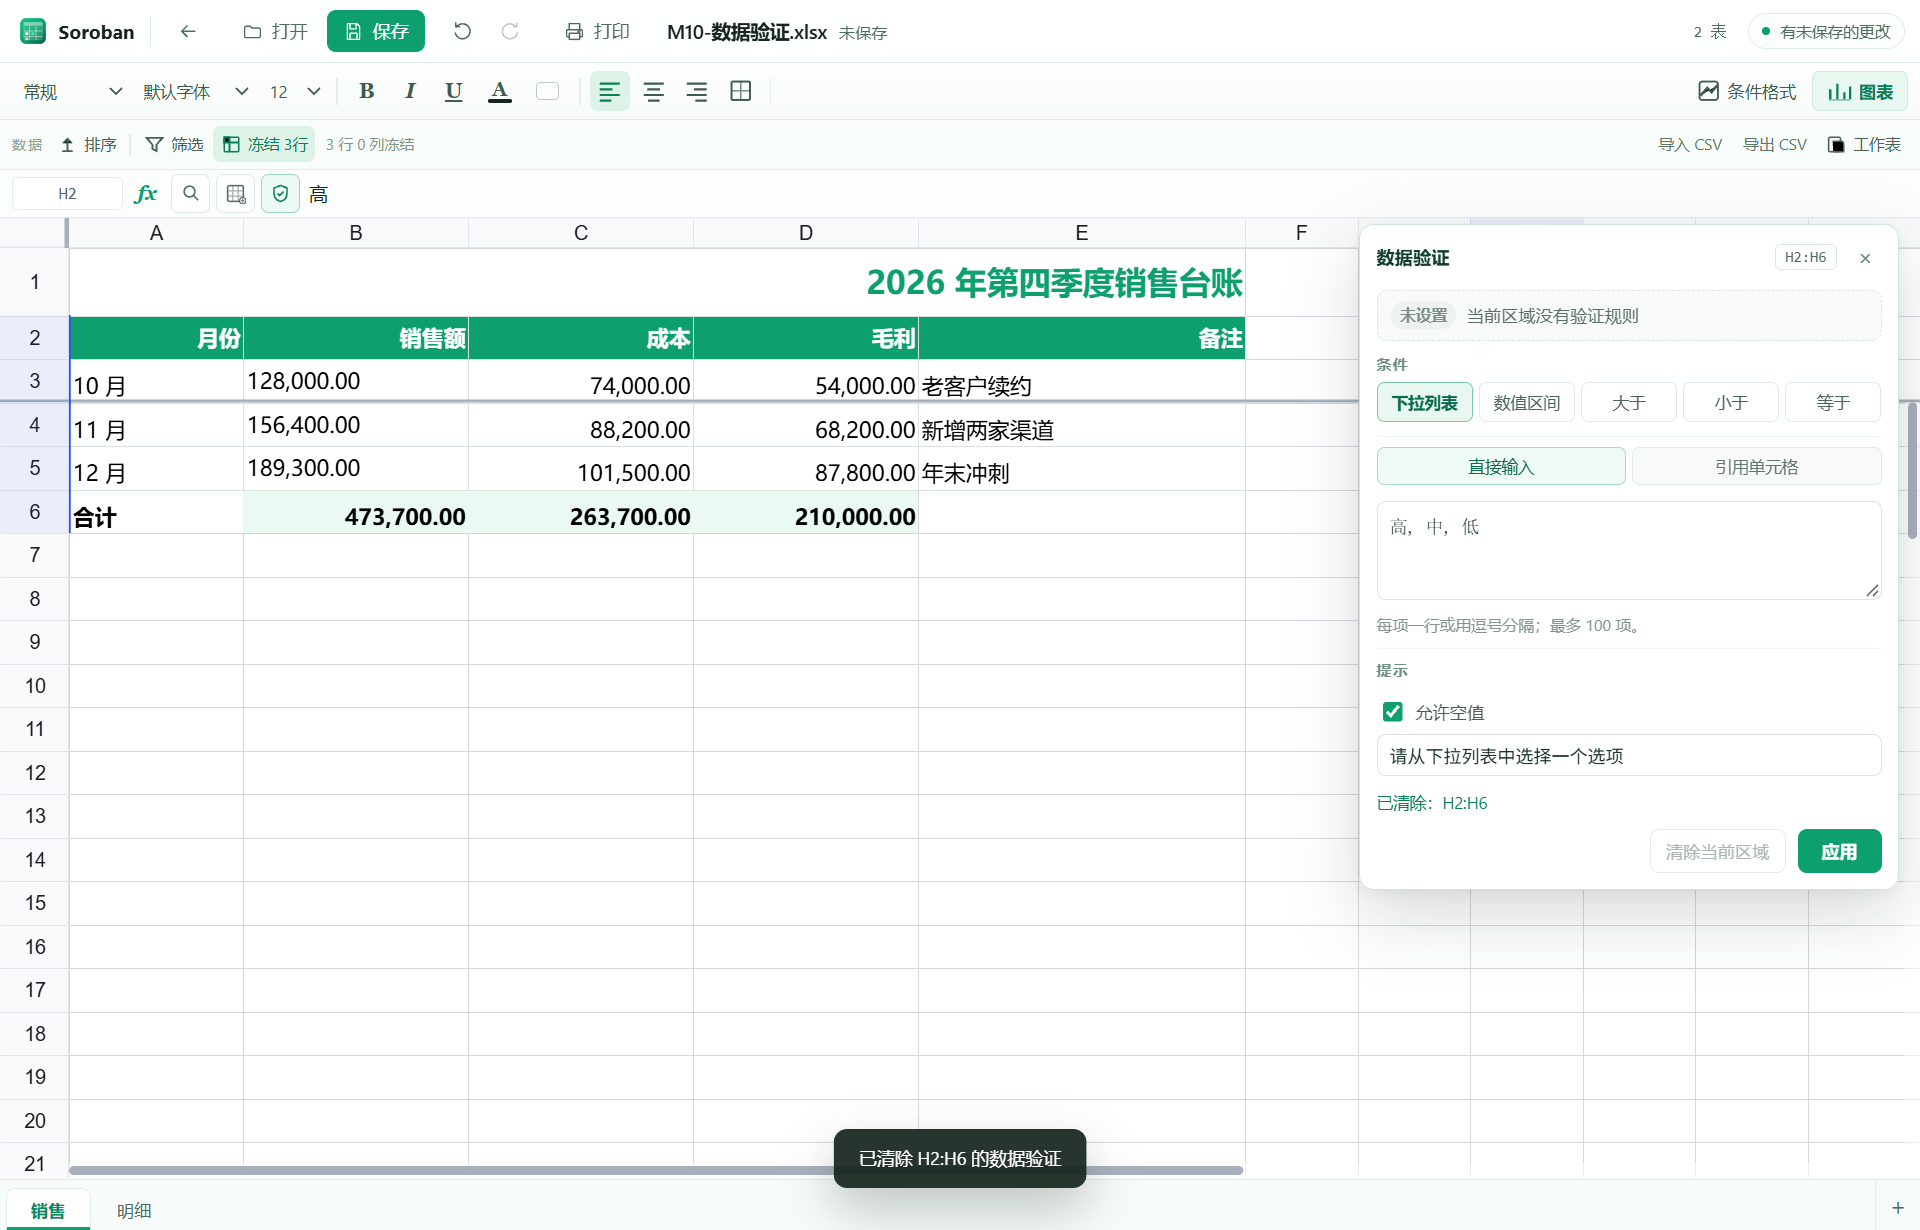 Soroban
打开
保存
打印
M10-数据验证.xlsx 未保存
2 表
有未保存的更改
常规
默认字体
12
B I U A
条件格式
图表
数据
排序
筛选
冻结 3行
3 行 0 列冻结
导入 CSV
导出 CSV
工作表
H2
fx
高
A B C D E F
1 2026 年第四季度销售台账
2 月份 销售额 成本 毛利 备注
3 10 月 128,000.00 74,000.00 54,000.00 老客户续约
4 11 月 156,400.00 88,200.00 68,200.00 新增两家渠道
5 12 月 189,300.00 101,500.00 87,800.00 年末冲刺
6 合计 473,700.00 263,700.00 210,000.00
7
8
9
10
11
12
13
14
15
16
17
18
19
20
21
数据验证
H2:H6
未设置 当前区域没有验证规则
条件
下拉列表 数值区间 大于 小于 等于
直接输入 引用单元格
高, 中, 低
每项一行或用逗号分隔；最多 100 项。
提示
允许空值
请从下拉列表中选择一个选项
已清除：H2:H6
清除当前区域 应用
已清除 H2:H6 的数据验证
销售 明细